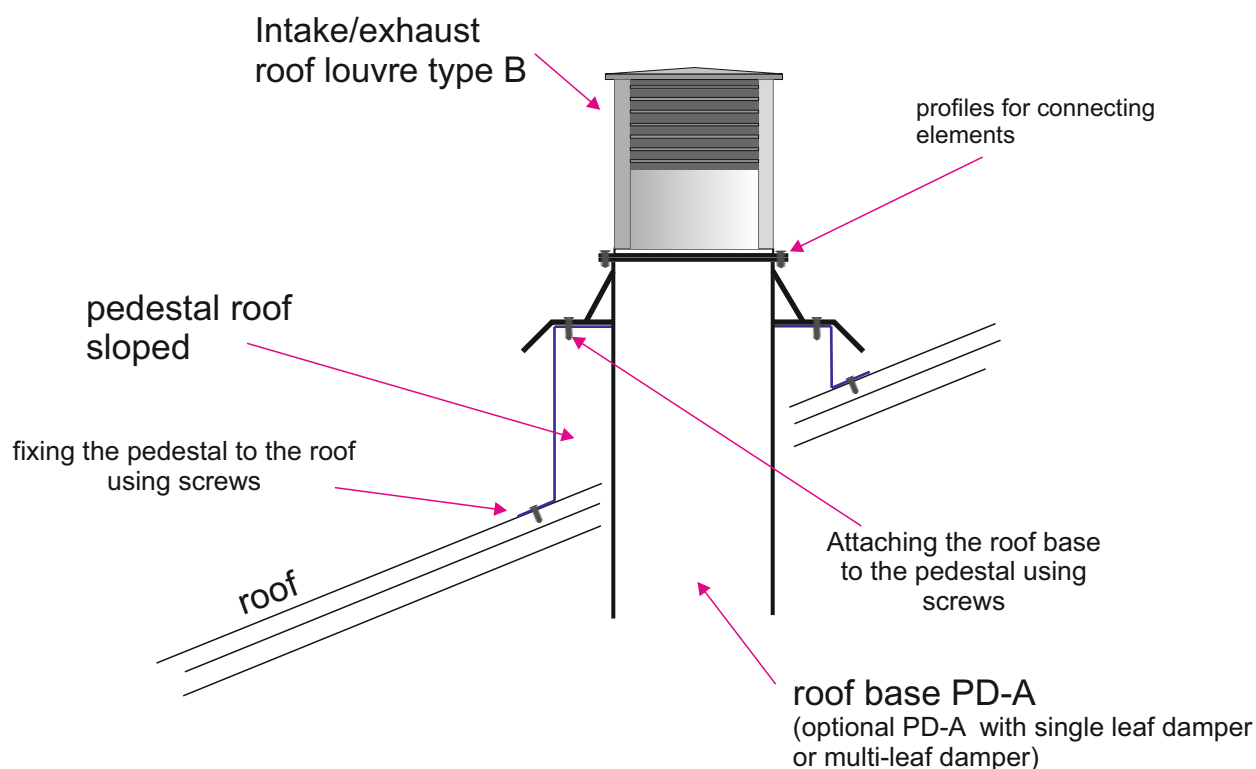 Intake/exhaust
roof louvre type B
profiles for connecting
elements
pedestal roof
sloped
fixing the pedestal to the roof
using screws
roof
Attaching the roof base
to the pedestal using
screws
roof base PD-A
(optional PD-A with single leaf damper
or multi-leaf damper)